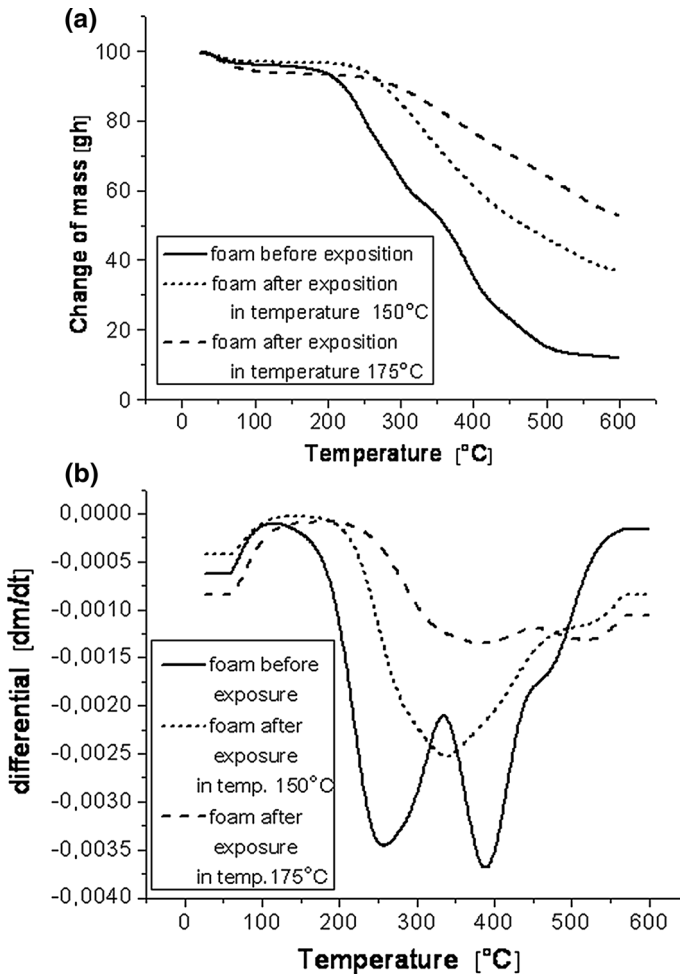 (a)
100
80
60
40
20
0
Change of mass [gh]
foam before exposition
foam after exposition
in temperature 150°C
foam after exposition
in temperature 175°C
0 100 200 300 400 500 600
Temperature [°C]
(b)
0,0000
-0,0005
-0,0010
-0,0015
-0,0020
-0,0025
-0,0030
-0,0035
-0,0040
differential [dm/dt]
foam before
exposure
foam after
exposure
in temp. 150°C
foam after
exposure
in temp.175°C
0 100 200 300 400 500 600
Temperature [°C]